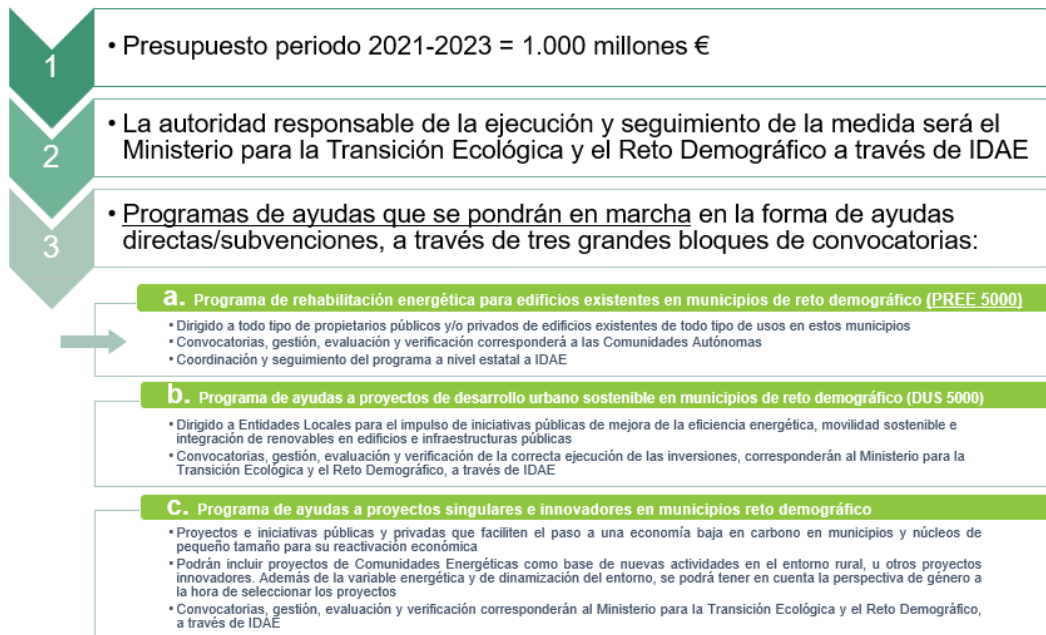 1
• Presupuesto periodo 2021-2023 = 1.000 millones €
2
• La autoridad responsable de la ejecución y seguimiento de la medida será el
Ministerio para la Transición Ecológica y el Reto Demográfico a través de IDAE
3
• Programas de ayudas que se pondrán en marcha en la forma de ayudas
directas/subvenciones, a través de tres grandes bloques de convocatorias:
a. Programa de rehabilitación energética para edificios existentes en municipios de reto demográfico (PREE 5000)
• Dirigido a todo tipo de propietarios públicos y/o privados de edificios existentes de todo tipo de usos en estos municipios
• Convocatorias, gestión, evaluación y verificación corresponderá a las Comunidades Autónomas
• Coordinación y seguimiento del programa a nivel estatal a IDAE
b. Programa de ayudas a proyectos de desarrollo urbano sostenible en municipios de reto demográfico (DUS 5000)
• Dirigido a Entidades Locales para el impulso de iniciativas públicas de mejora de la eficiencia energética, movilidad sostenible e
integración de renovables en edificios e infraestructuras públicas
• Convocatorias, gestión, evaluación y verificación de la correcta ejecución de las inversiones, corresponderán al Ministerio para la
Transición Ecológica y el Reto Demográfico, a través de IDAE
c. Programa de ayudas a proyectos singulares e innovadores en municipios reto demográfico
• Proyectos e iniciativas públicas y privadas que faciliten el paso a una economía baja en carbono en municipios y núcleos de
pequeño tamaño para su reactivación económica
• Podrán incluir proyectos de Comunidades Energéticas como base de nuevas actividades en el entorno rural, u otros proyectos
innovadores. Además de la variable energética y de dinamización del entorno, se podrá tener en cuenta la perspectiva de género a
la hora de seleccionar los proyectos
• Convocatorias, gestión, evaluación y verificación corresponderán al Ministerio para la Transición Ecológica y el Reto Demográfico,
a través de IDAE